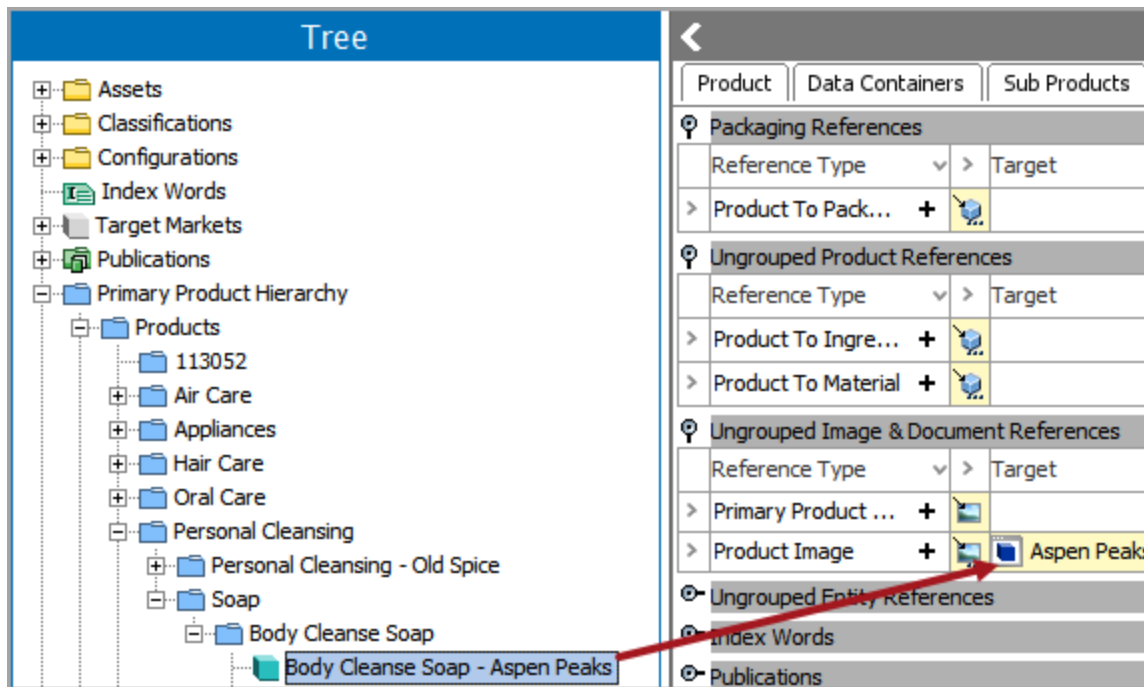 Tree
Assets
Classifications
Configurations
Index Words
Target Markets
Publications
Primary Product Hierarchy
Products
113052
Air Care
Appliances
Hair Care
Oral Care
Personal Cleansing
Personal Cleansing - Old Spice
Soap
Body Cleanse Soap
Body Cleanse Soap - Aspen Peaks
Product Data Containers Sub Products
Packaging References
Reference Type > Target
> Product To Pack... +
Ungrouped Product References
Reference Type > Target
> Product To Ingre... +
> Product To Material +
Ungrouped Image & Document References
Reference Type > Target
> Primary Product ... +
> Product Image + Aspen Peaks
Ungrouped Entity References
Index Words
Publications